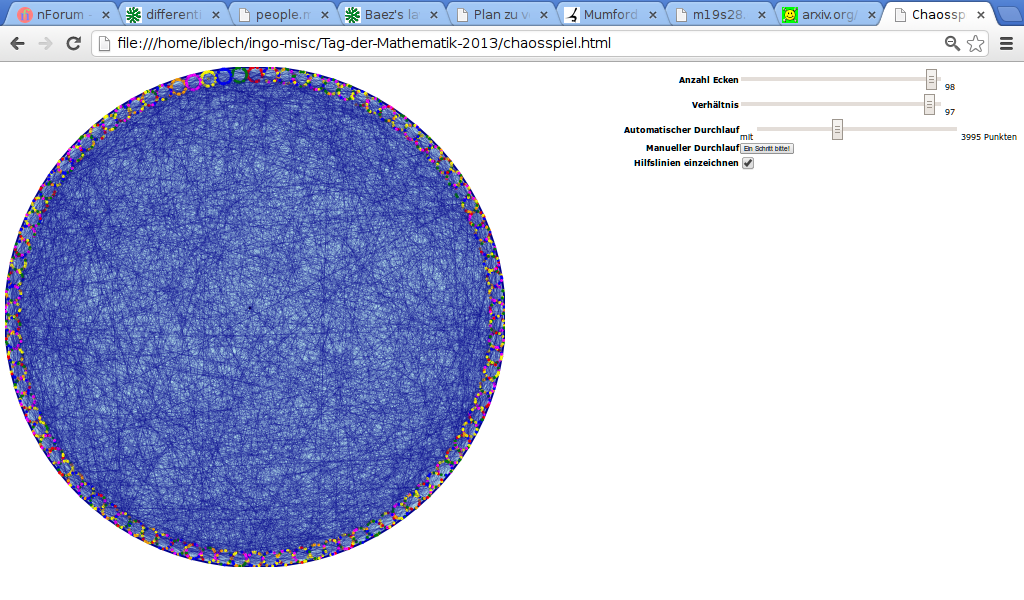 nForum
differenti
people.m
Baez's la
Plan zu v
Mumford
m19s28.
arxiv.org/
Chaossp
file:///home/iblech/ingo-misc/Tag-der-Mathematik-2013/chaosspiel.html
Anzahl Ecken 98
Verhältnis 97
Automatischer Durchlauf mit 3995 Punkten
Manueller Durchlauf Ein Schritt bitte!
Hilfslinien einzeichnen